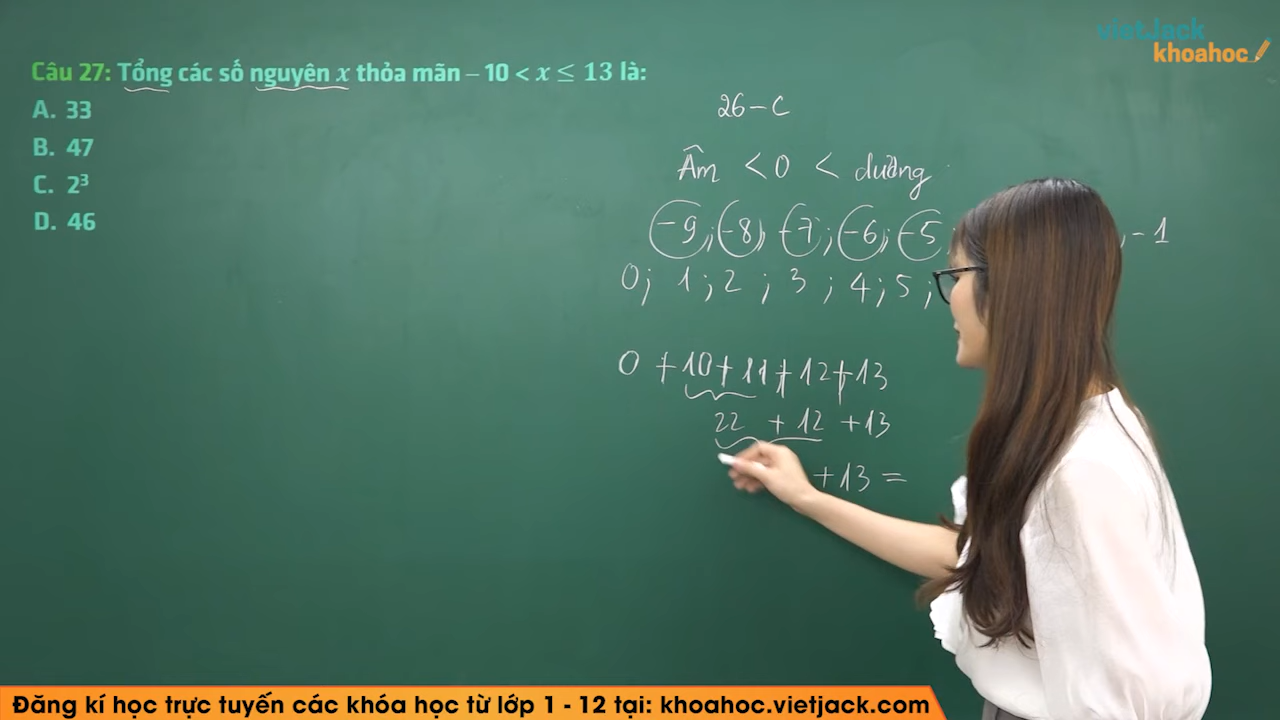 vietJack
khoahoc
Câu 27: Tổng các số nguyên x thỏa mãn – 10 < x ≤ 13 là:
A. 33
B. 47
C. 2³
D. 46
26 – C
Âm < 0 < dương
-9; -8; -7; -6; -5; , -1
0; 1; 2; 3; 4; 5;
0 + 10 + 11 + 12 + 13
22 + 12 + 13
+ 13 =
Đăng kí học trực tuyến các khóa học từ lớp 1 - 12 tại: khoahoc.vietjack.com